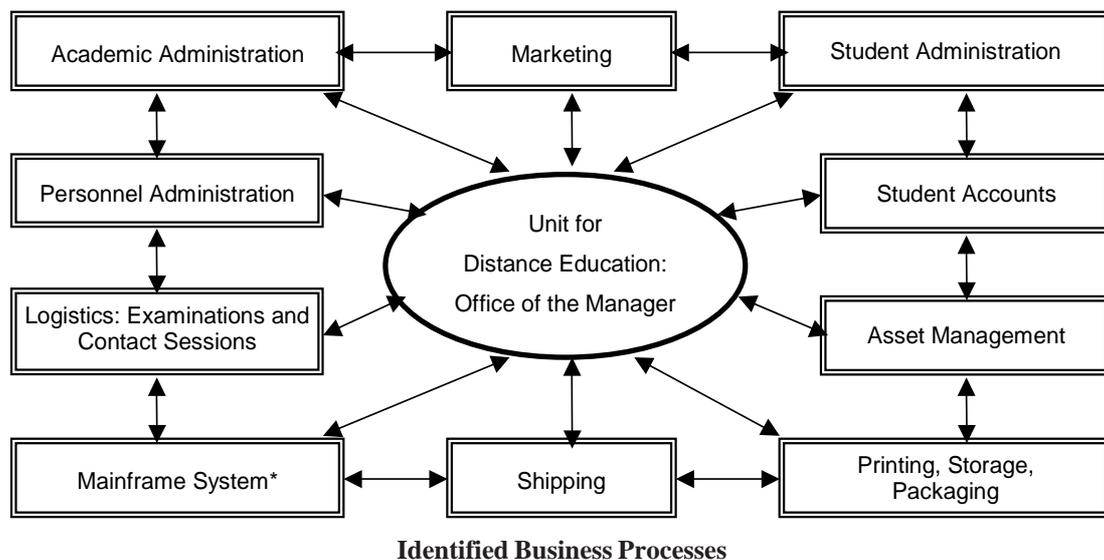 Academic Administration
Marketing
Student Administration
Personnel Administration
Unit for
Distance Education:
Office of the Manager
Student Accounts
Logistics: Examinations and
Contact Sessions
Asset Management
Mainframe System*
Shipping
Printing, Storage,
Packaging
Identified Business Processes